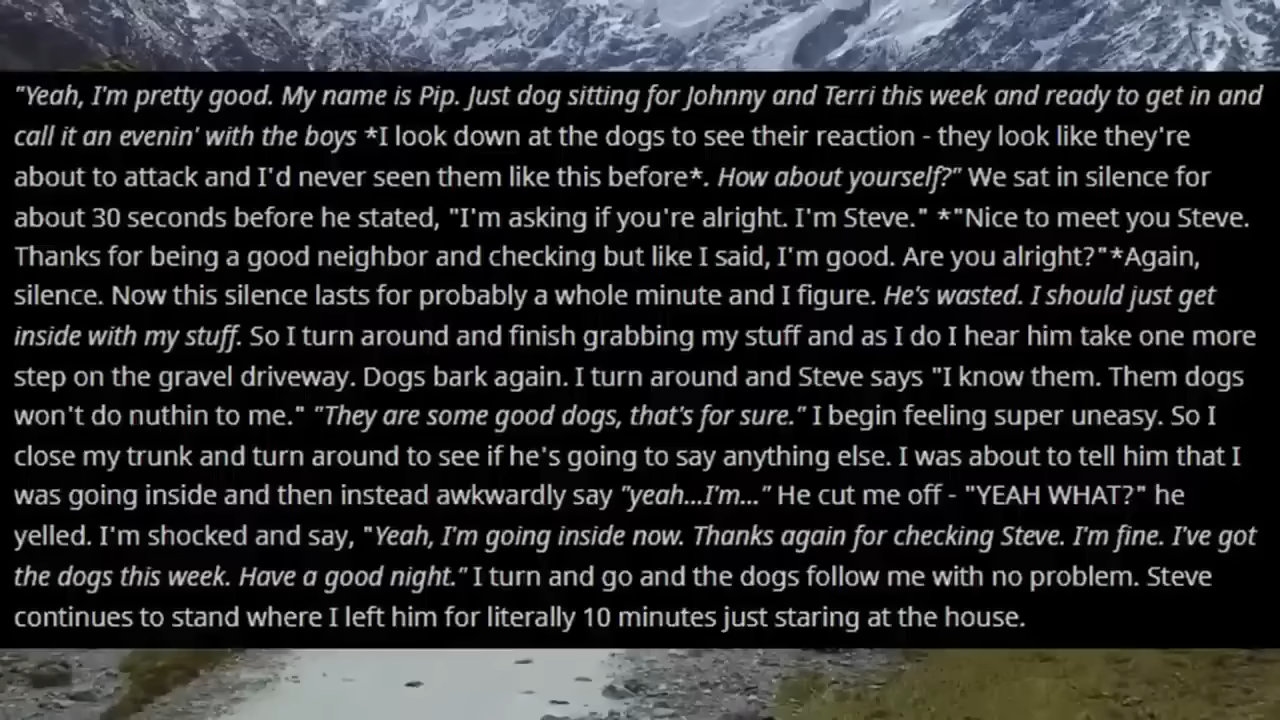 "Yeah, I'm pretty good. My name is Pip. Just dog sitting for Johnny and Terri this week and ready to get in and
call it an evenin' with the boys *I look down at the dogs to see their reaction - they look like they're
about to attack and I'd never seen them like this before*. How about yourself?" We sat in silence for
about 30 seconds before he stated, "I'm asking if you're alright. I'm Steve." *"Nice to meet you Steve.
Thanks for being a good neighbor and checking but like I said, I'm good. Are you alright?"*Again,
silence. Now this silence lasts for probably a whole minute and I figure. He's wasted. I should just get
inside with my stuff. So I turn around and finish grabbing my stuff and as I do I hear him take one more
step on the gravel driveway. Dogs bark again. I turn around and Steve says "I know them. Them dogs
won't do nuthin to me." "They are some good dogs, that's for sure." I begin feeling super uneasy. So I
close my trunk and turn around to see if he's going to say anything else. I was about to tell him that I
was going inside and then instead awkwardly say "yeah...I'm..." He cut me off - "YEAH WHAT?" he
yelled. I'm shocked and say, "Yeah, I'm going inside now. Thanks again for checking Steve. I'm fine. I've got
the dogs this week. Have a good night." I turn and go and the dogs follow me with no problem. Steve
continues to stand where I left him for literally 10 minutes just staring at the house.